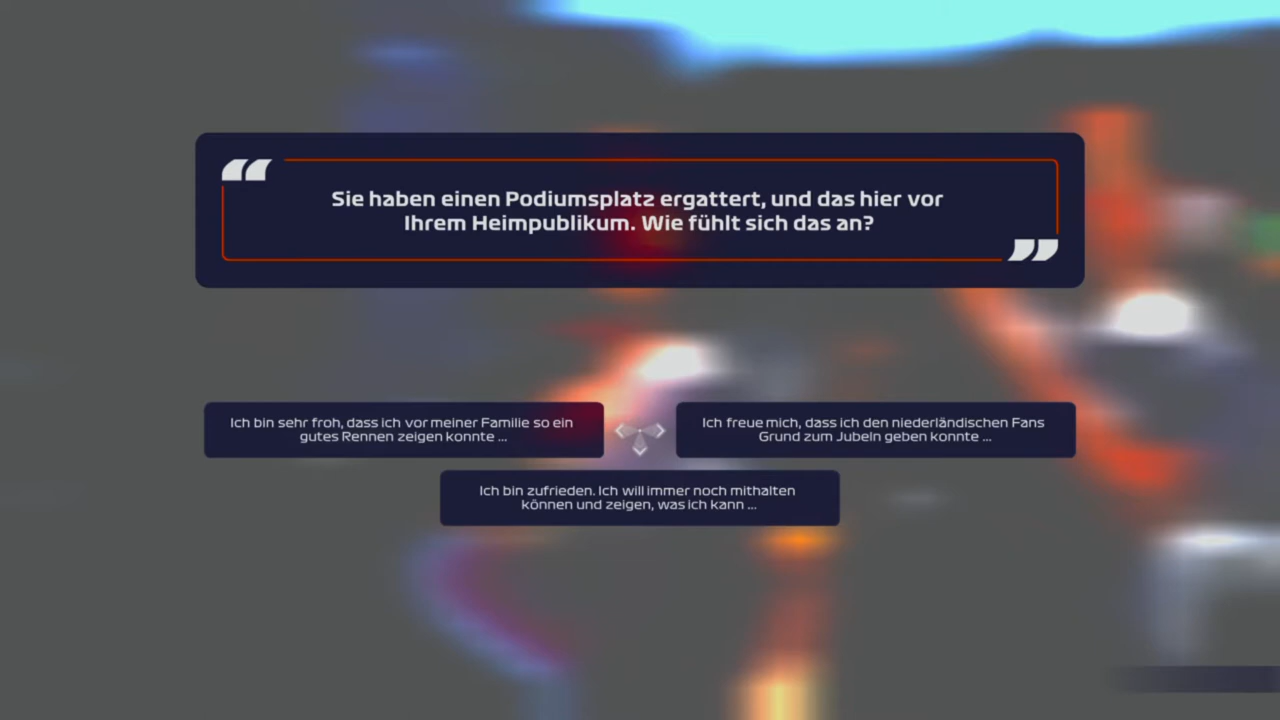 Sie haben einen Podiumsplatz ergattert, und das hier vor
Ihrem Heimpublikum. Wie fühlt sich das an?
Ich bin sehr froh, dass ich vor meiner Familie so ein
gutes Rennen zeigen konnte ...
Ich freue mich, dass ich den niederländischen Fans
Grund zum Jubeln geben konnte ...
Ich bin zufrieden. Ich will immer noch mithalten
können und zeigen, was ich kann ...